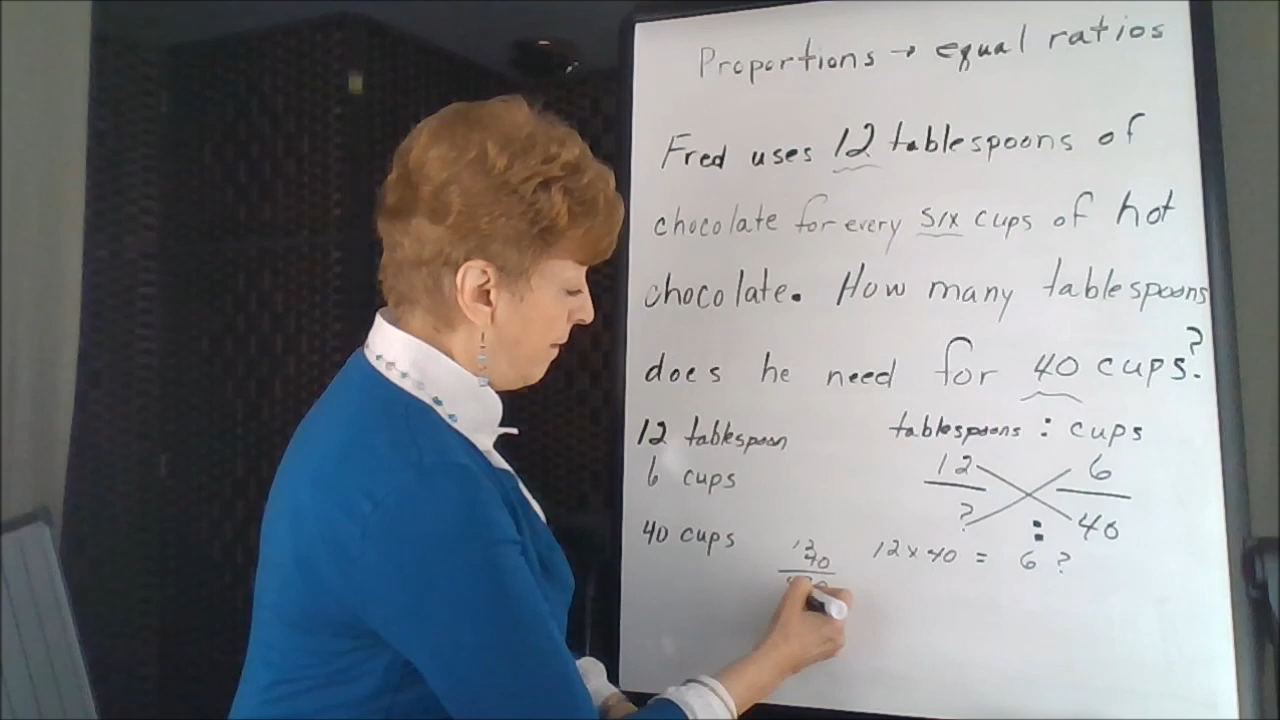 Proportions → equal ratios
Fred uses 12 tablespoons of
chocolate for every six cups of hot
chocolate. How many tablespoons
does he need for 40 cups?
12 tablespoon
6 cups
40 cups
tablespoons : cups
12 6
? : 40
12
40
12 x 40 = 6 ?